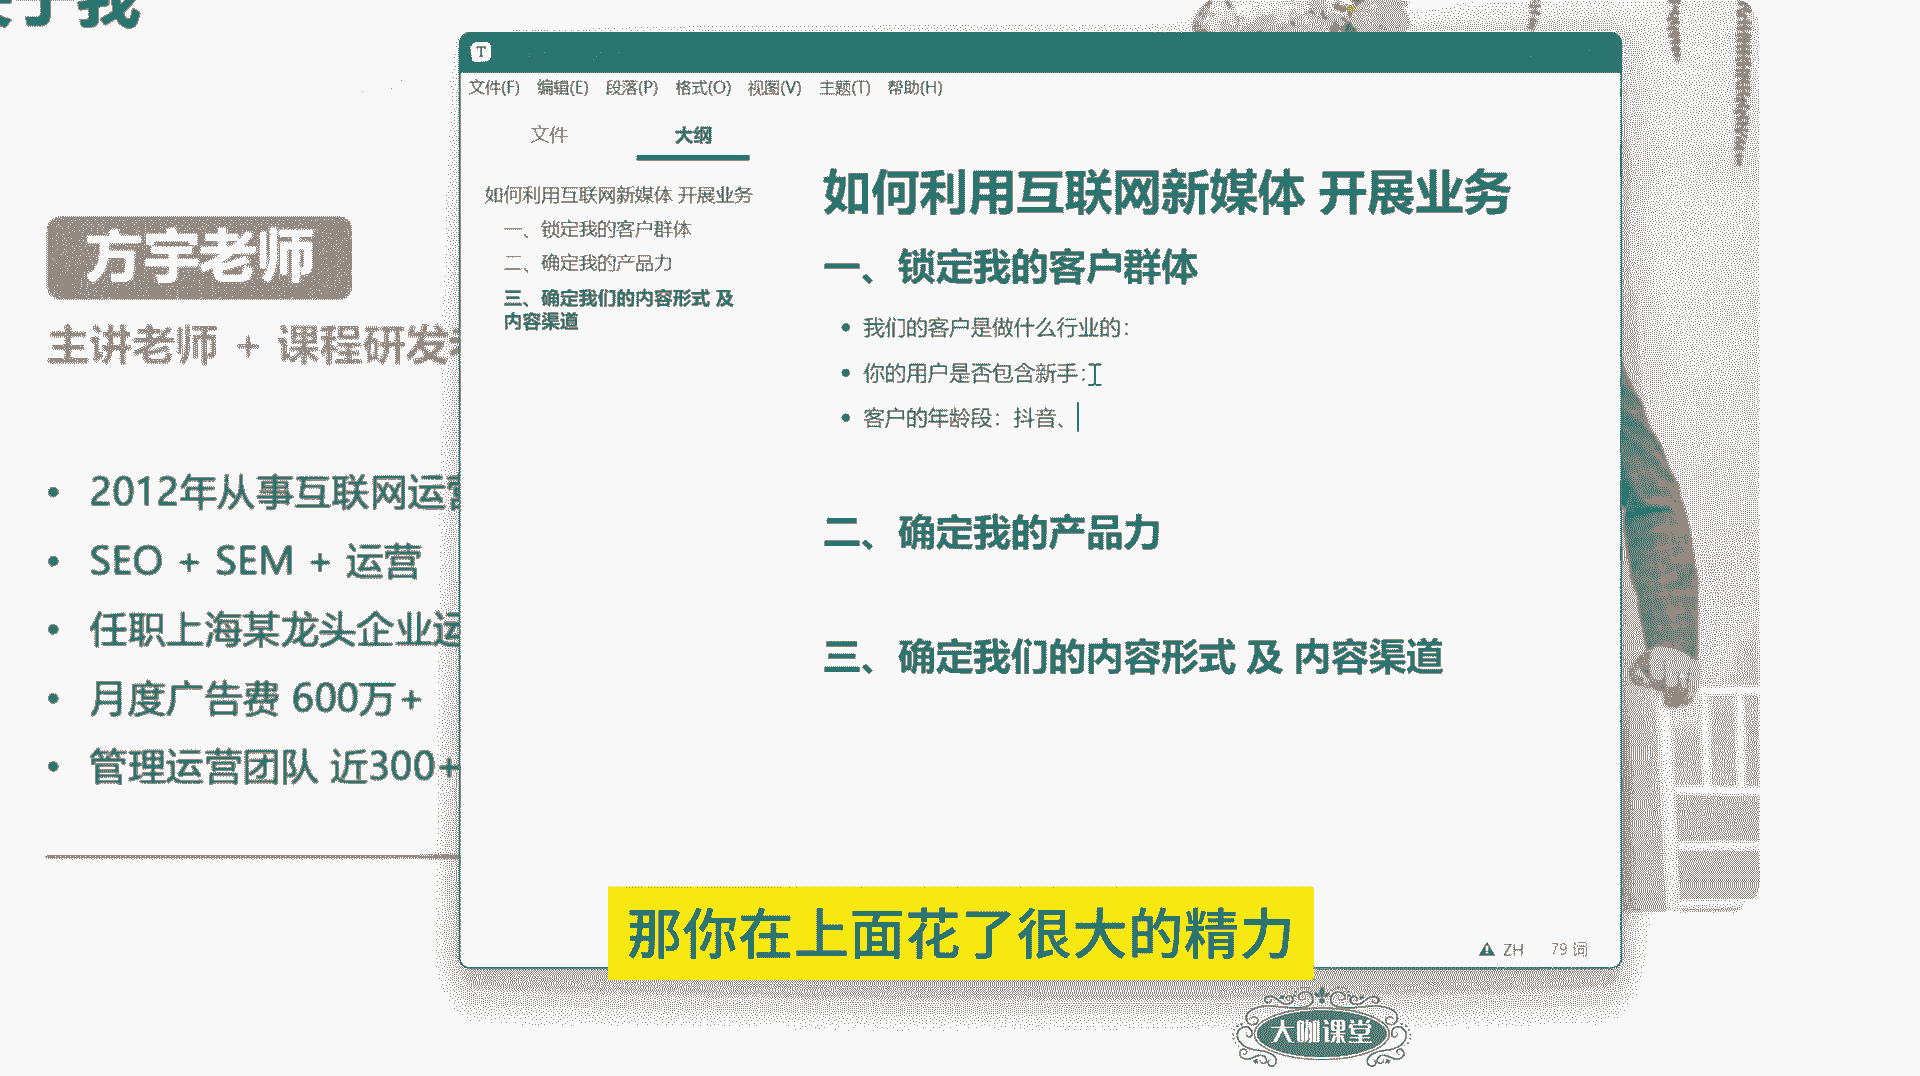 于我
方宇老师
主讲老师 + 课程研发
2012年从事互联网运营
SEO + SEM + 运营
任职上海某龙头企业运
月度广告费 600万+
管理运营团队 近300+
T
文件(F) 编辑(E) 段落(P) 格式(O) 视图(V) 主题(T) 帮助(H)
文件 大纲
如何利用互联网新媒体 开展业务
一、锁定我的客户群体
二、确定我的产品力
三、确定我们的内容形式 及
内容渠道
如何利用互联网新媒体 开展业务
一、锁定我的客户群体
我们的客户是做什么行业的：
你的用户是否包含新手：
客户的年龄段：抖音、
二、确定我的产品力
三、确定我们的内容形式 及 内容渠道
ZH 79 词
那你在上面花了很大的精力
大咖课堂